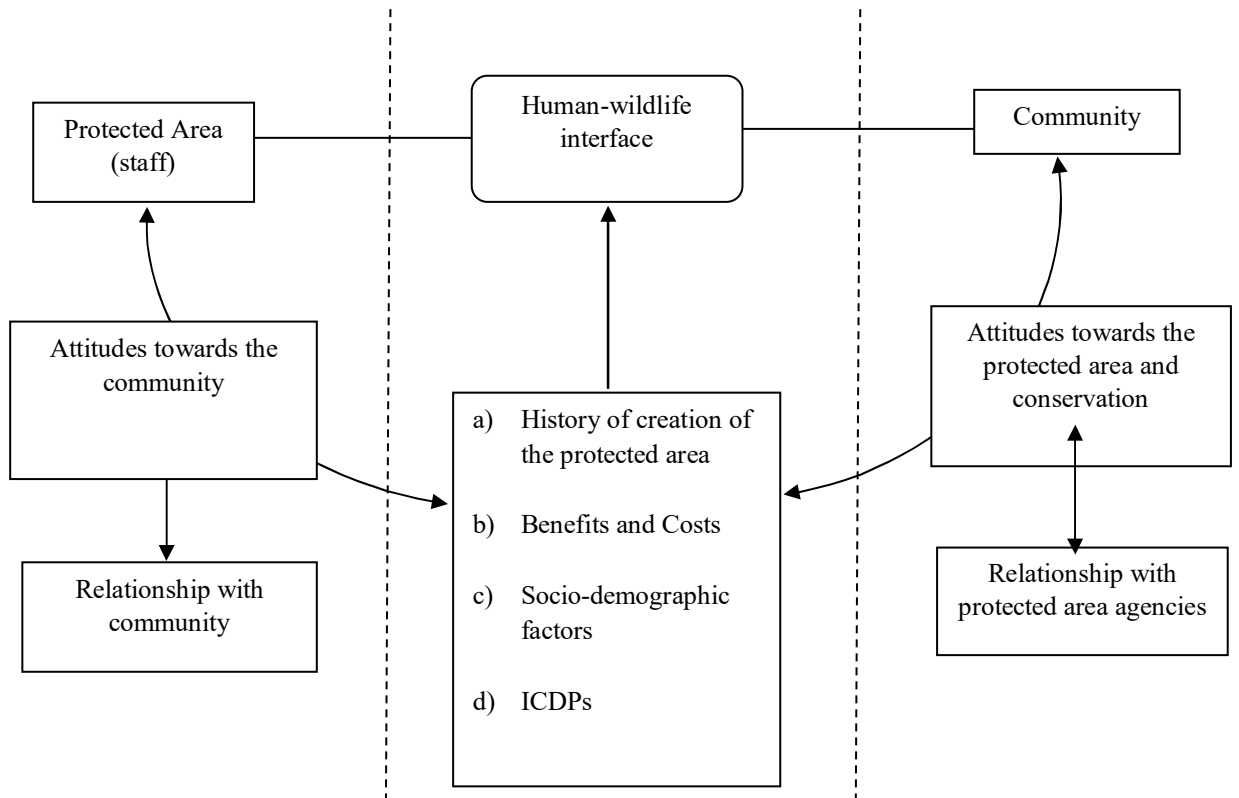 Protected Area
(staff)
Human-wildlife
interface
Community
Attitudes towards the
community
Attitudes towards the
protected area and
conservation
a) History of creation of
the protected area
b) Benefits and Costs
c) Socio-demographic
factors
d) ICDPs
Relationship with
community
Relationship with
protected area agencies